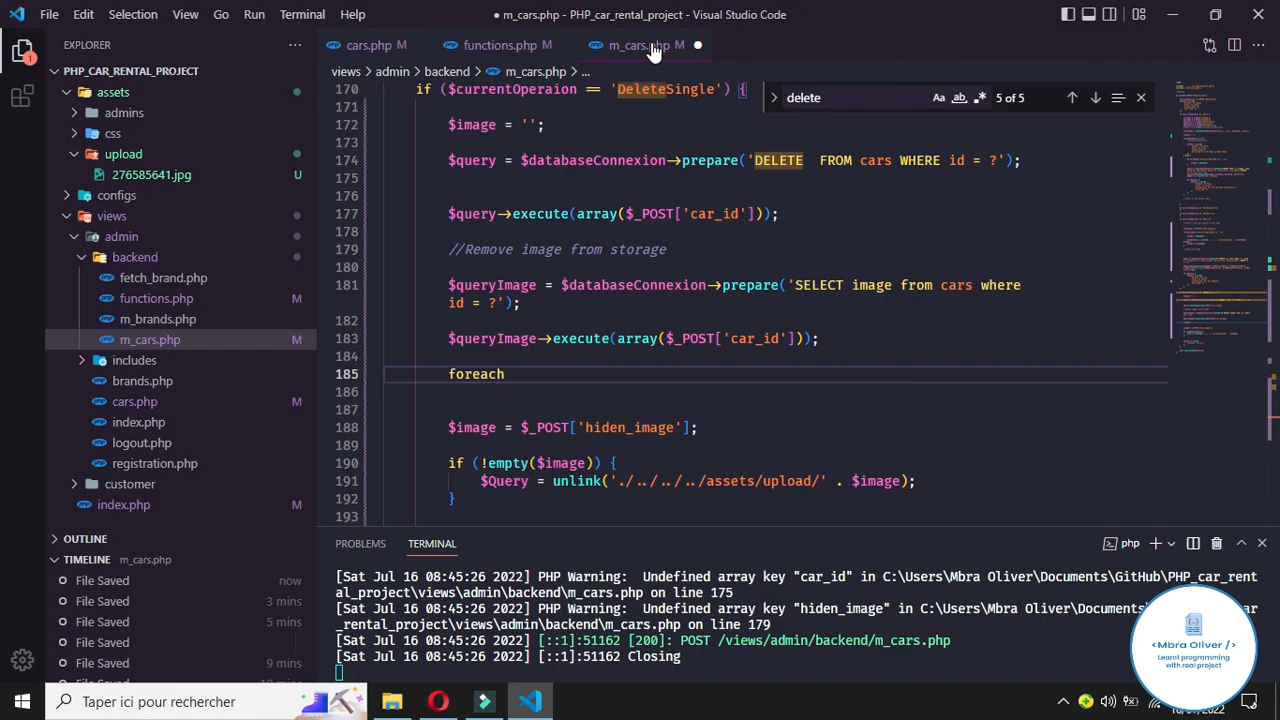 File Edit Selection View Go Run Terminal Help
● m_cars.php - PHP_car_rental_project - Visual Studio Code
EXPLORER
PHP_CAR_RENTAL_PROJECT
assets
admins
css
upload
276585641.jpg U
configs
views
admin
backend
fetch_brand.php
functions.php M
m_brands.php
m_cars.php M
includes
brands.php
cars.php M
index.php
logout.php
registration.php
customer
index.php M
OUTLINE
TIMELINE m_cars.php
File Saved now
File Saved 3 mins
File Saved 5 mins
File Saved
File Saved 9 mins
cars.php M functions.php M m_cars.php M
views > admin > backend > m_cars.php > ...
delete 5 of 5
170 if ($currentOperaion == 'DeleteSingle') {
171
172 $image = '';
173
174 $query = $databaseConnexion->prepare('DELETE  FROM cars WHERE id = ?');
175
176
177 $query->execute(array($_POST['car_id']));
178
179 //Remove image from storage
180
181 $queryImage = $databaseConnexion->prepare('SELECT image from cars where
id = ?');
182
183 $queryImage->execute(array($_POST['car_id']));
184
185 foreach
186
187
188 $image = $_POST['hiden_image'];
189
190 if (!empty($image)) {
191 $Query = unlink('./../../../assets/upload/' . $image);
192 }
193
PROBLEMS TERMINAL
php
[Sat Jul 16 08:45:26 2022] PHP Warning:  Undefined array key "car_id" in C:\Users\Mbra Oliver\Documents\GitHub\PHP_car_rent
al_project\views\admin\backend\m_cars.php on line 175
[Sat Jul 16 08:45:26 2022] PHP Warning:  Undefined array key "hiden_image" in C:\Users\Mbra Oliver\Documents
_rental_project\views\admin\backend\m_cars.php on line 179
[Sat Jul 16 08:45:26 2022] [::1]:51162 [200]: POST /views/admin/backend/m_cars.php
[Sat Jul 16 08:45:26 2022] [::1]:51162 Closing
<Mbra Oliver />
Learnt programming
with real project
Taper ici pour rechercher